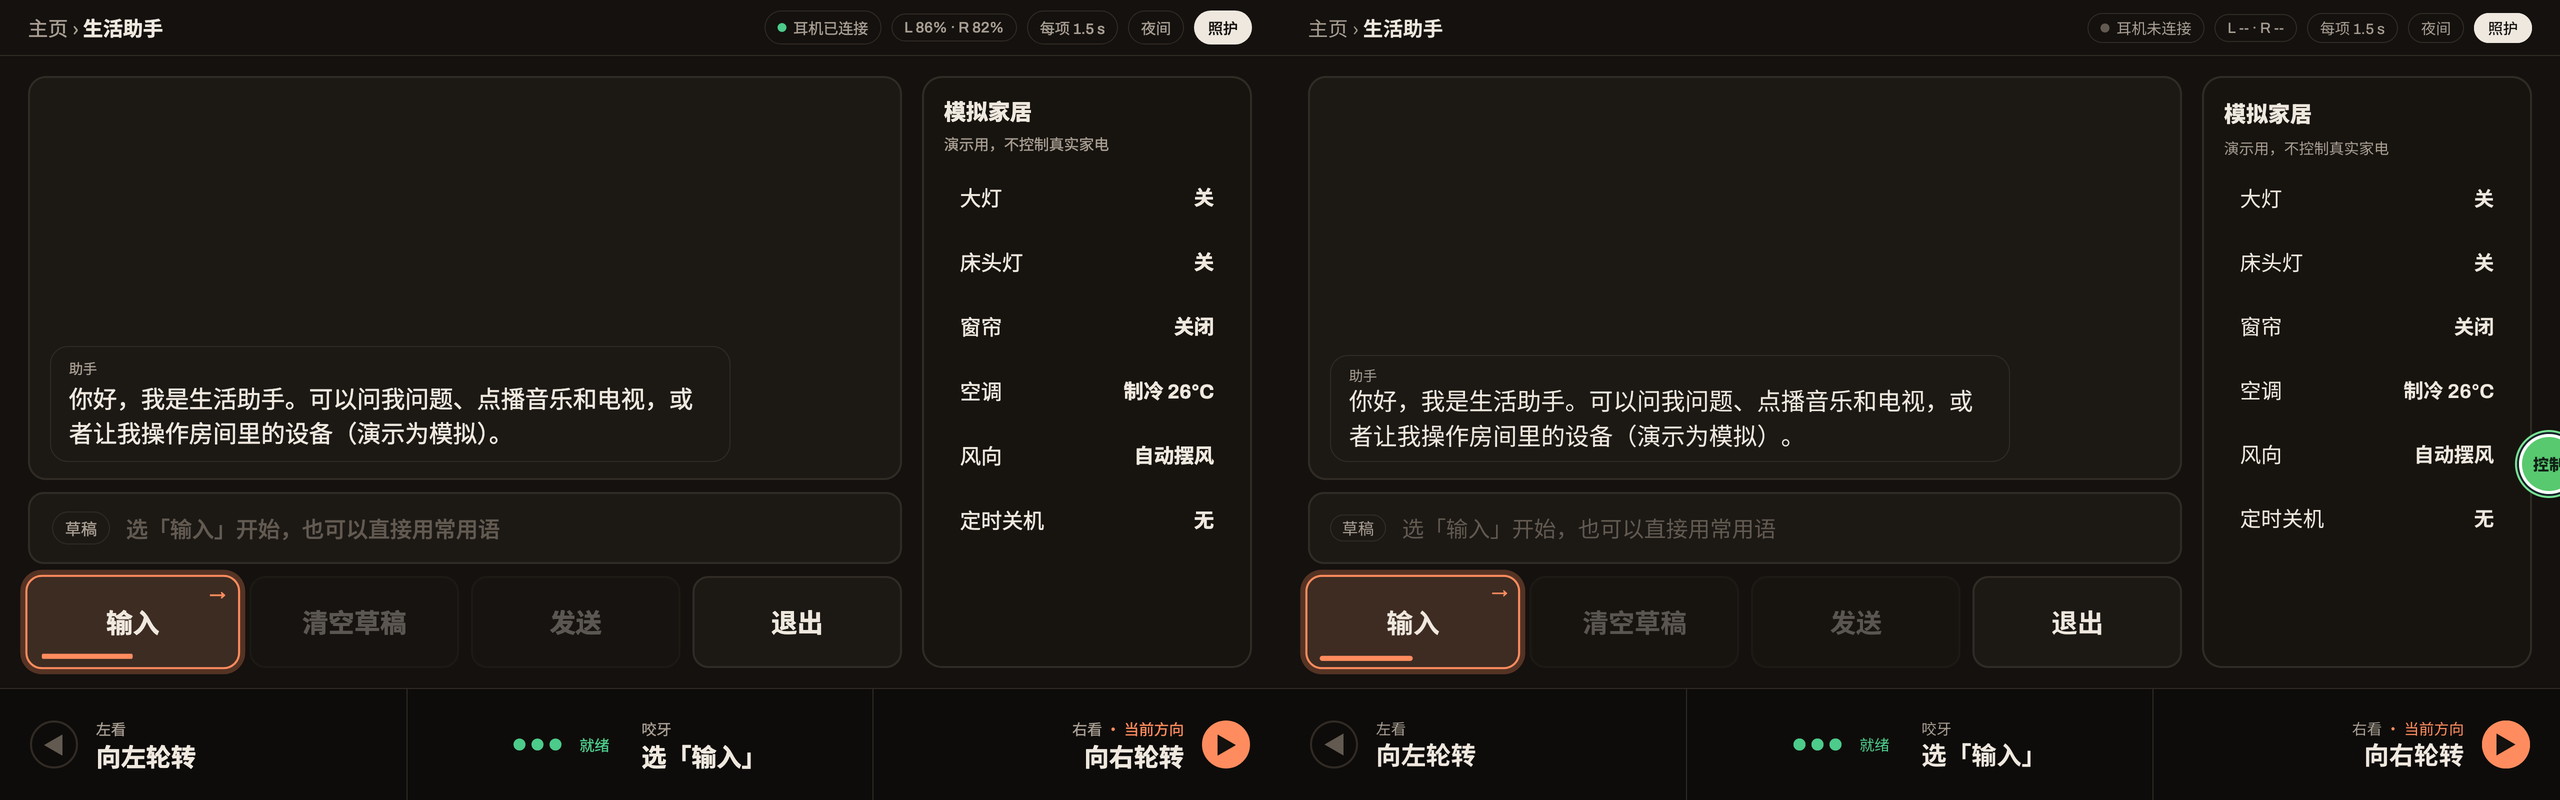 主页 › 生活助手
耳机已连接
L 86% · R 82%
每项 1.5 s
夜间
照护
助手
你好，我是生活助手。可以问我问题、点播音乐和电视，或
者让我操作房间里的设备（演示为模拟）。
草稿 选「输入」开始，也可以直接用常用语
输入 →
清空草稿
发送
退出
模拟家居
演示用，不控制真实家电
大灯 关
床头灯 关
窗帘 关闭
空调 制冷 26°C
风向 自动摆风
定时关机 无
左看
向左轮转
就绪
咬牙
选「输入」
右看 · 当前方向
向右轮转
主页 › 生活助手
耳机未连接
L -- · R --
每项 1.5 s
夜间
照护
助手
你好，我是生活助手。可以问我问题、点播音乐和电视，或
者让我操作房间里的设备（演示为模拟）。
草稿 选「输入」开始，也可以直接用常用语
输入 →
清空草稿
发送
退出
模拟家居
演示用，不控制真实家电
大灯 关
床头灯 关
窗帘 关闭
空调 制冷 26°C
风向 自动摆风
定时关机 无
控制
左看
向左轮转
就绪
咬牙
选「输入」
右看 · 当前方向
向右轮转